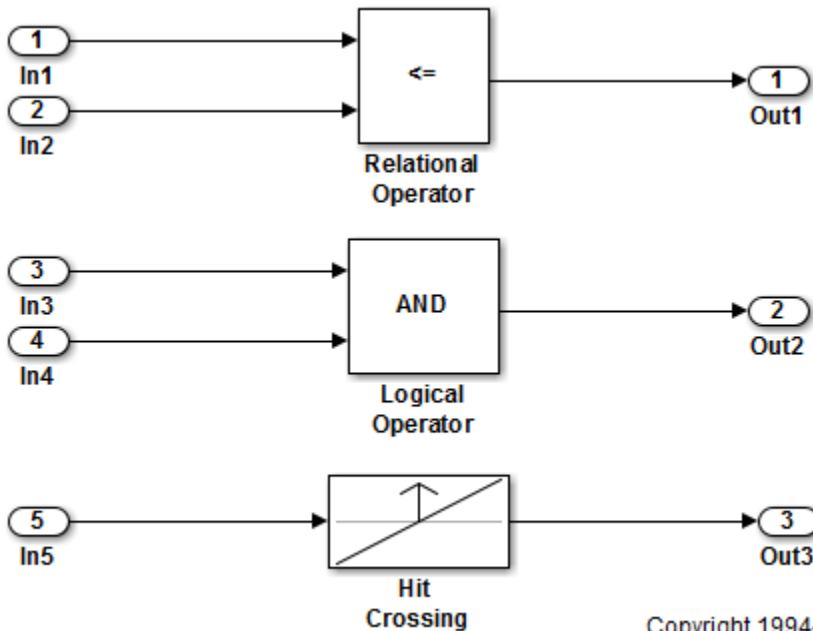 1
In1
2
In2
<=
Relational
Operator
1
Out1
3
In3
4
In4
AND
Logical
Operator
2
Out2
5
In5
Hit
Crossing
3
Out3
Copyright 1994-